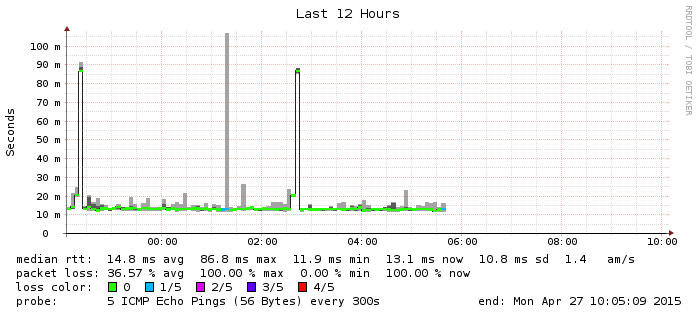 Last 12 Hours
RRDTOOL / TOBI OETIKER
Seconds
100 m
90 m
80 m
70 m
60 m
50 m
40 m
30 m
20 m
10 m
0
00:00 02:00 04:00 06:00 08:00 10:00
median rtt: 14.8 ms avg 86.8 ms max 11.9 ms min 13.1 ms now 10.8 ms sd 1.4 am/s
packet loss: 36.57 % avg 100.00 % max 0.00 % min 100.00 % now
loss color: 0 1/5 2/5 3/5 4/5
probe: 5 ICMP Echo Pings (56 Bytes) every 300s end: Mon Apr 27 10:05:09 2015